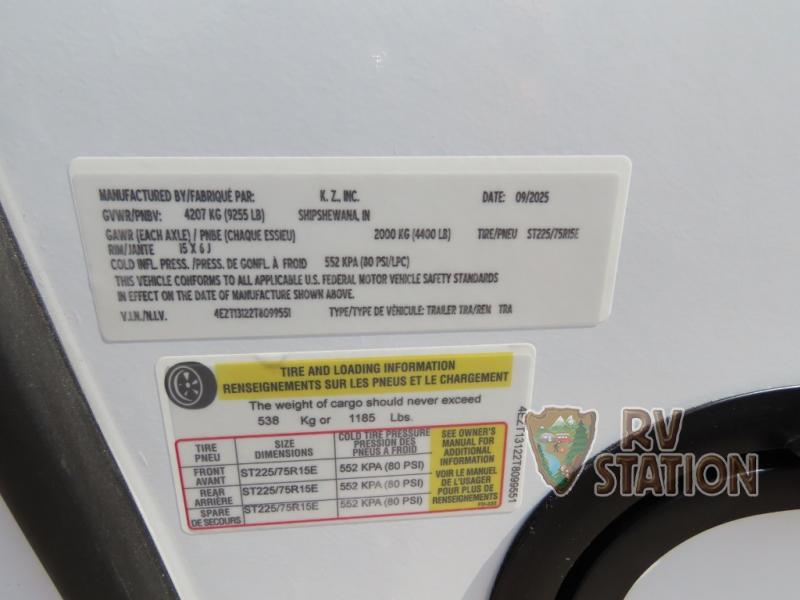 MANUFACTURED BY/FABRIQUÉ PAR: K. Z., INC. DATE: 09/2025
GVWR/PNBV: 4207 KG (9255 LB) SHIPSHEWANA, IN
GAWR (EACH AXLE) / PNBE (CHAQUE ESSIEU) 2000 KG (4400 LB) TIRE/PNEU ST225/75R15E
RIM/JANTE 15 X 6 J
COLD INFL. PRESS. /PRESS. DE GONFL. À FROID 552 KPA (80 PSI/LPC)
THIS VEHICLE CONFORMS TO ALL APPLICABLE U.S. FEDERAL MOTOR VEHICLE SAFETY STANDARDS
IN EFFECT ON THE DATE OF MANUFACTURE SHOWN ABOVE.
V.I.N./N.I.V. 4EZT13122T8099551 TYPE/TYPE DE VÉHICULE: TRAILER TRA/REM TRA
TIRE AND LOADING INFORMATION
RENSEIGNEMENTS SUR LES PNEUS ET LE CHARGEMENT
The weight of cargo should never exceed
538 Kg or 1185 Lbs.
TIRE PNEU
SIZE DIMENSIONS
COLD TIRE PRESSURE PRESSION DES PNEUS À FROID
FRONT AVANT ST225/75R15E 552 KPA (80 PSI)
REAR ARRIÈRE ST225/75R15E 552 KPA (80 PSI)
SPARE DE SECOURS ST225/75R15E 552 KPA (80 PSI)
SEE OWNER'S
MANUAL FOR
ADDITIONAL
INFORMATION
VOIR LE MANUEL
DE L'USAGER
POUR PLUS DE
RENSEIGNEMENTS
4EZT13122T8099551
RV
STATION